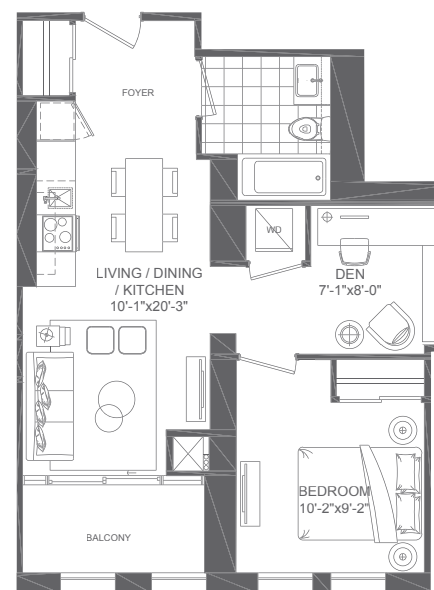 FOYER
WD
LIVING / DINING
/ KITCHEN
10'-1"x20'-3"
DEN
7'-1"x8'-0"
BEDROOM
10'-2"x9'-2"
BALCONY